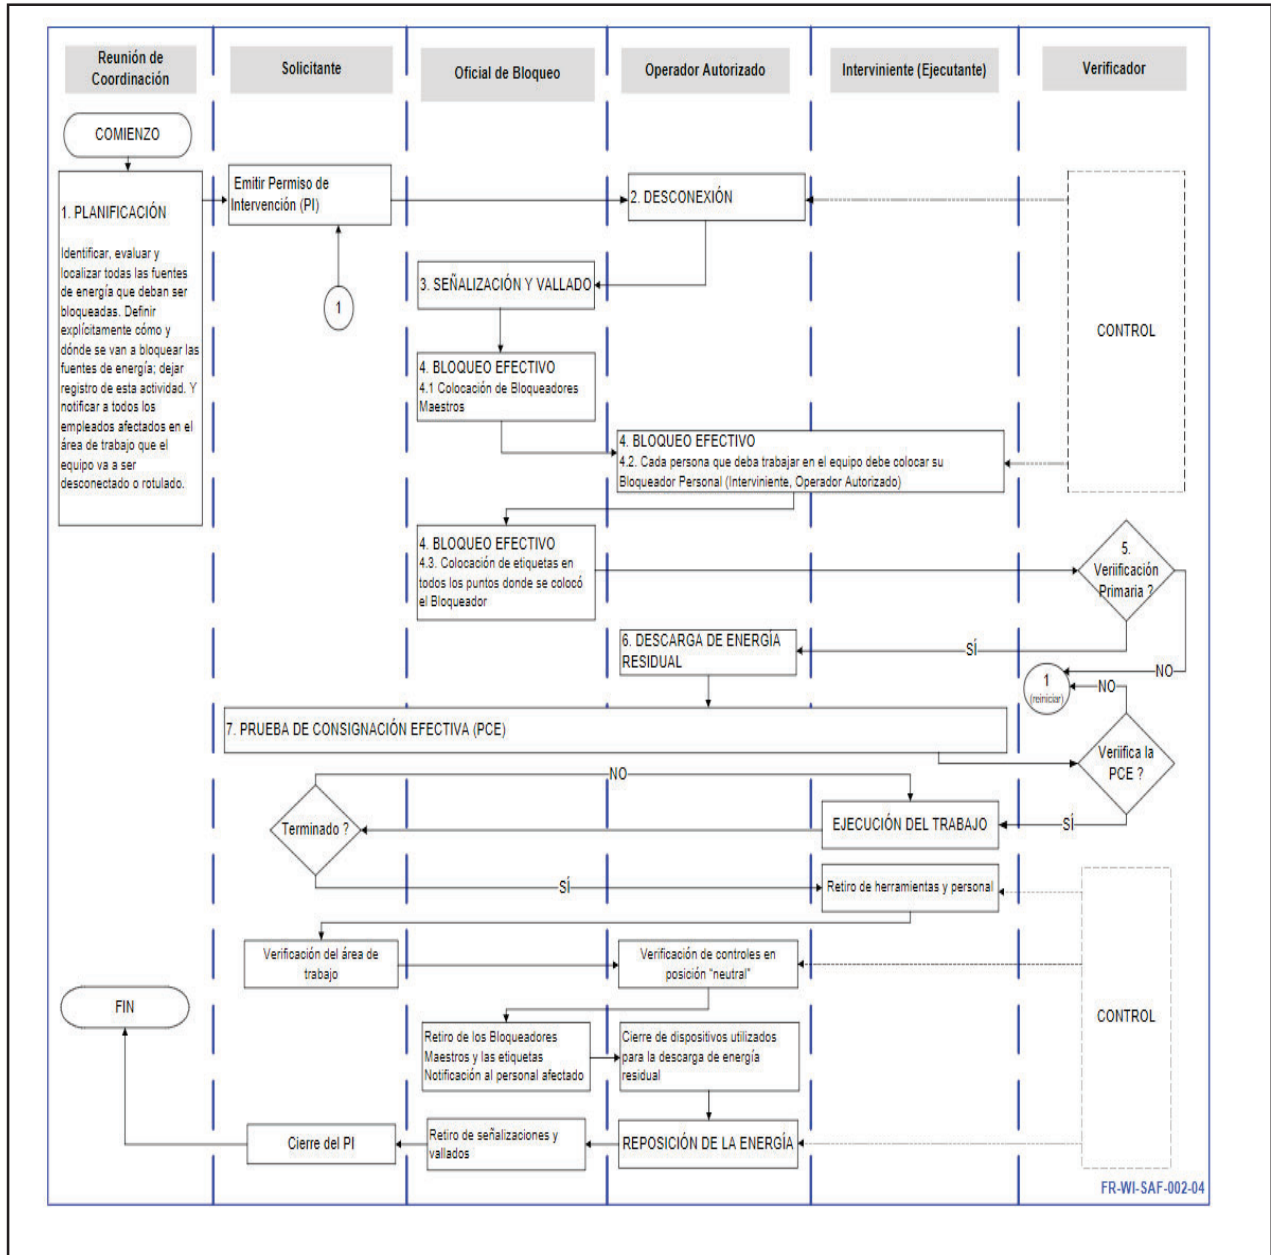 Reunión de
Coordinación
Solicitante
Oficial de Bloqueo
Operador Autorizado
Interviniente (Ejecutante)
Verificador
COMIENZO
1. PLANIFICACIÓN
Identificar, evaluar y
localizar todas las fuentes
de energía que deban ser
bloqueadas. Definir
explícitamente cómo y
dónde se van a bloquear las
fuentes de energía; dejar
registro de esta actividad. Y
notificar a todos los
empleados afectados en el
área de trabajo que el
equipo va a ser
desconectado o rotulado.
Emitir Permiso de
Intervención (PI)
2. DESCONEXIÓN
1
3. SEÑALIZACIÓN Y VALLADO
CONTROL
4. BLOQUEO EFECTIVO
4.1 Colocación de Bloqueadores
Maestros
4. BLOQUEO EFECTIVO
4.2. Cada persona que deba trabajar en el equipo debe colocar su
Bloqueador Personal (Interviniente, Operador Autorizado)
4. BLOQUEO EFECTIVO
4.3. Colocación de etiquetas en
todos los puntos donde se colocó
el Bloqueador
5.
Veriificación
Primaria ?
6. DESCARGA DE ENERGÍA
RESIDUAL
SÍ
NO
1
(reiniciar)
NO
7. PRUEBA DE CONSIGNACIÓN EFECTIVA (PCE)
Veriifica la
PCE ?
NO
Terminado ?
EJECUCIÓN DEL TRABAJO
SÍ
SÍ
Retiro de herramientas y personal
Verificación del área de
trabajo
Verificación de controles en
posición “neutral”
FIN
CONTROL
Retiro de los Bloqueadores
Maestros y las etiquetas
Notificación al personal afectado
Cierre de dispositivos utilizados
para la descarga de energía
residual
Cierre del PI
Retiro de señalizaciones y
vallados
REPOSICIÓN DE LA ENERGÍA
FR-WI-SAF-002-04